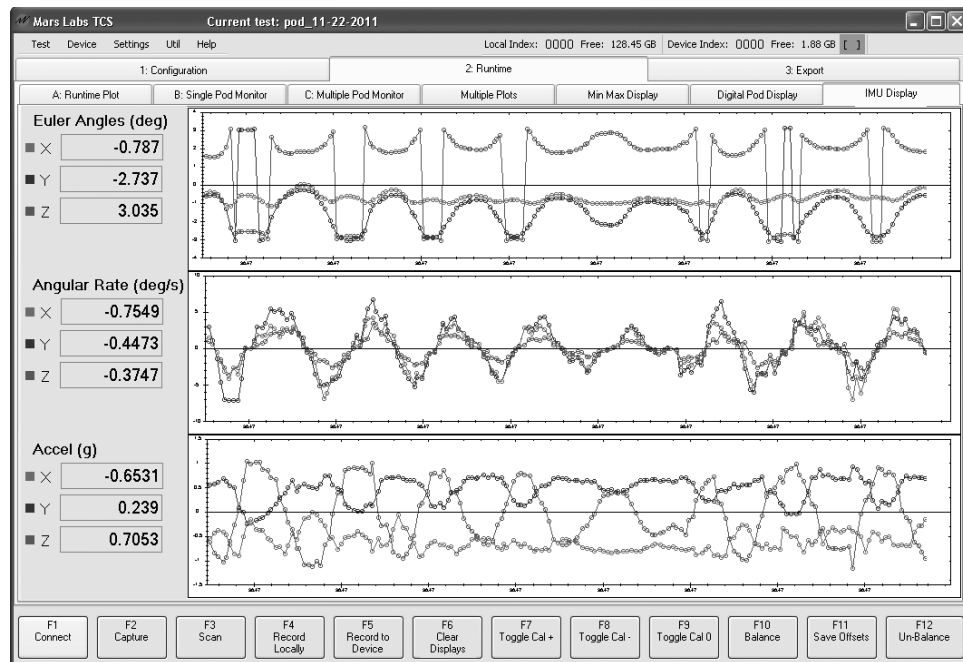 Mars Labs TCS Current test: pod_11-22-2011
Test Device Settings Util Help Local Index: 0000 Free: 128.45 GB Device Index: 0000 Free: 1.88 GB [ ]
1: Configuration 2: Runtime 3: Export
A: Runtime Plot B: Single Pod Monitor C: Multiple Pod Monitor Multiple Plots Min Max Display Digital Pod Display IMU Display
Euler Angles (deg)
X -0.787
Y -2.737
Z 3.035
Angular Rate (deg/s)
X -0.7549
Y -0.4473
Z -0.3747
Accel (g)
X -0.6531
Y 0.239
Z 0.7053
F1 F2 F3 F4 F5 F6 F7 F8 F9 F10 F11 F12
Connect Capture Scan Record Locally Record to Device Clear Displays Toggle Cal + Toggle Cal - Toggle Cal 0 Balance Save Offsets Un-Balance